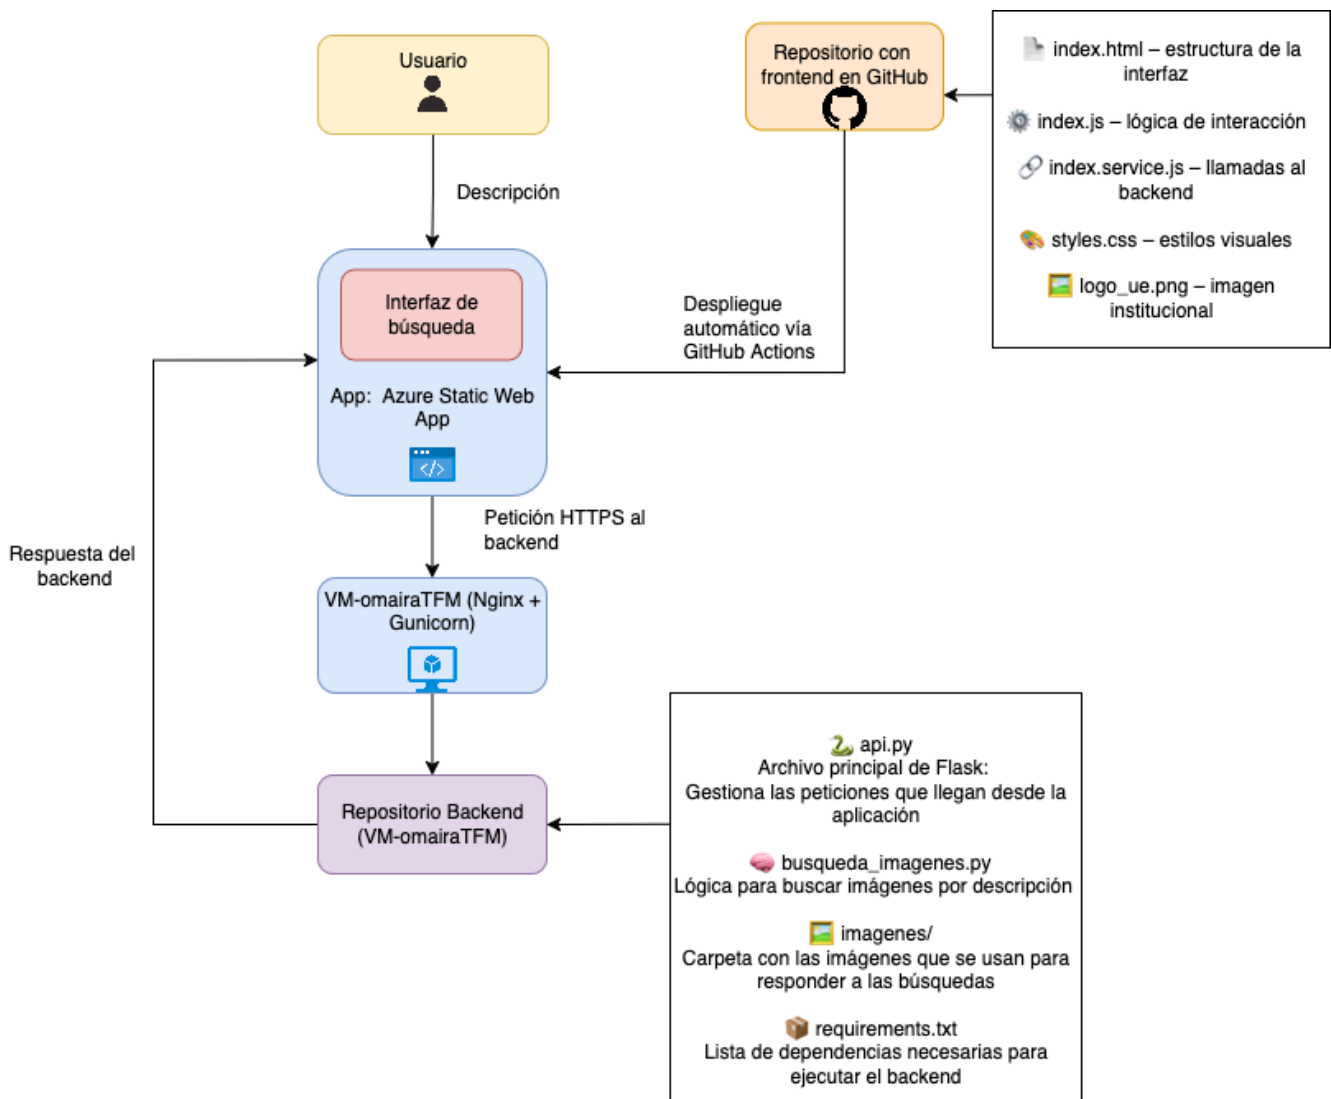 Usuario
Descripción
Interfaz de
búsqueda
App:  Azure Static Web
App
Petición HTTPS al
backend
VM-omairaTFM (Nginx +
Gunicorn)
Repositorio Backend
(VM-omairaTFM)
Respuesta del
backend
Repositorio con
frontend en GitHub
Despliegue
automático vía
GitHub Actions
index.html – estructura de la
interfaz
index.js – lógica de interacción
index.service.js – llamadas al
backend
styles.css – estilos visuales
logo_ue.png – imagen
institucional
api.py
Archivo principal de Flask:
Gestiona las peticiones que llegan desde la
aplicación
busqueda_imagenes.py
Lógica para buscar imágenes por descripción
imagenes/
Carpeta con las imágenes que se usan para
responder a las búsquedas
requirements.txt
Lista de dependencias necesarias para
ejecutar el backend